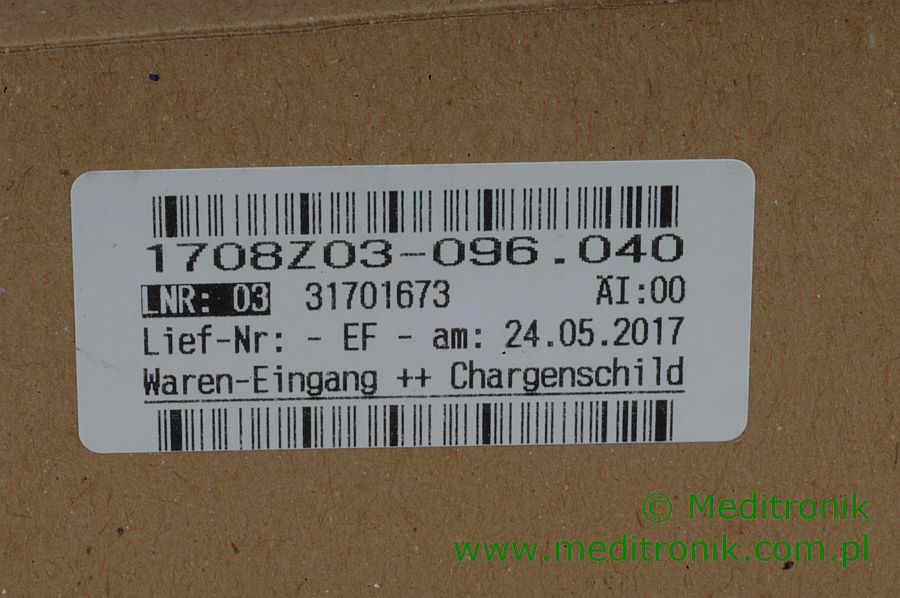 1708Z03-096.040
LNR: 03 31701673 ÄI:00
Lief-Nr: - EF - am: 24.05.2017
Waren-Eingang ++ Chargenschild
© Meditronik
www.meditronik.com.pl